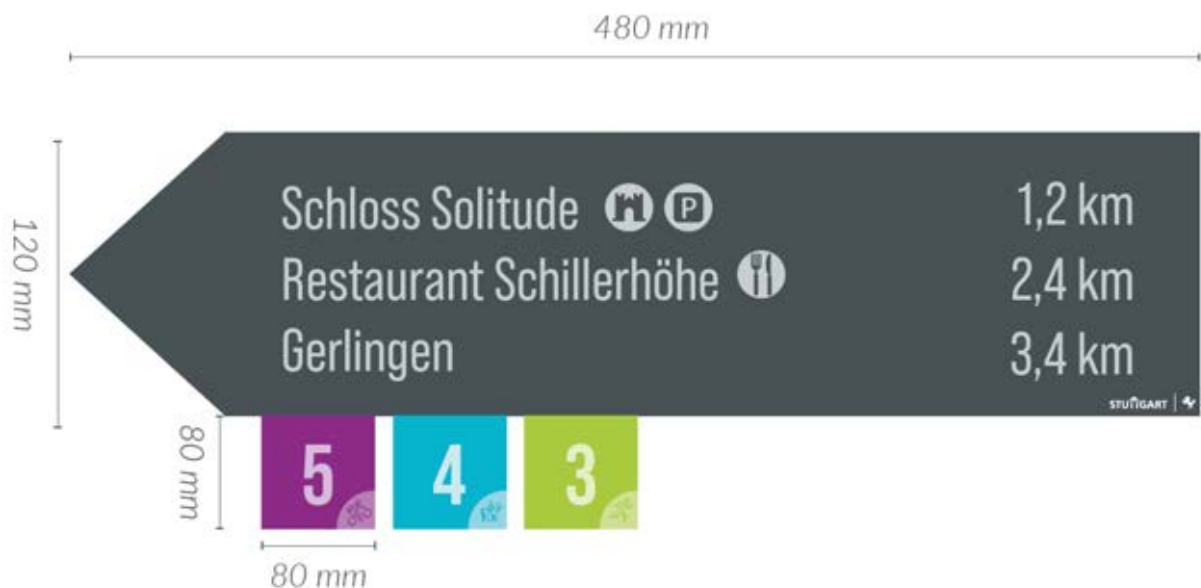 480 mm
120 mm
Schloss Solitude P 1,2 km
Restaurant Schillerhöhe 2,4 km
Gerlingen 3,4 km
STUTTGART
80 mm
5 4 3
80 mm